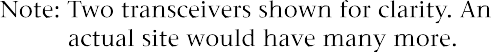 Note: Two transceivers shown for clarity. An
actual site would have many more.